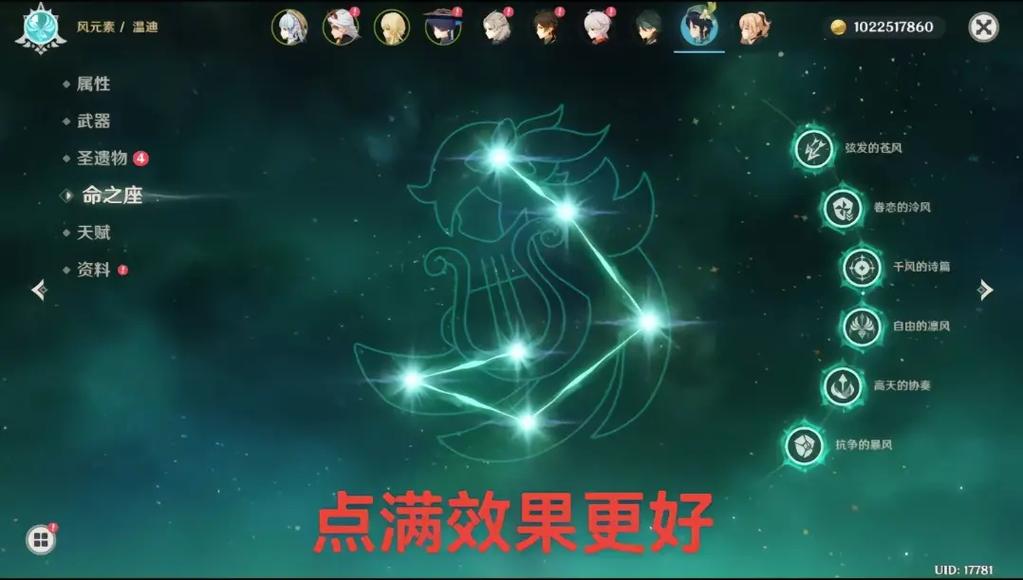 风元素 / 温迪
1022517860
属性
武器
圣遗物 4
命之座
天赋
资料
弦发的苍风
眷恋的泠风
千风的诗篇
自由的凛风
高天的协奏
抗争的暴风
点满效果更好
UID: 17781